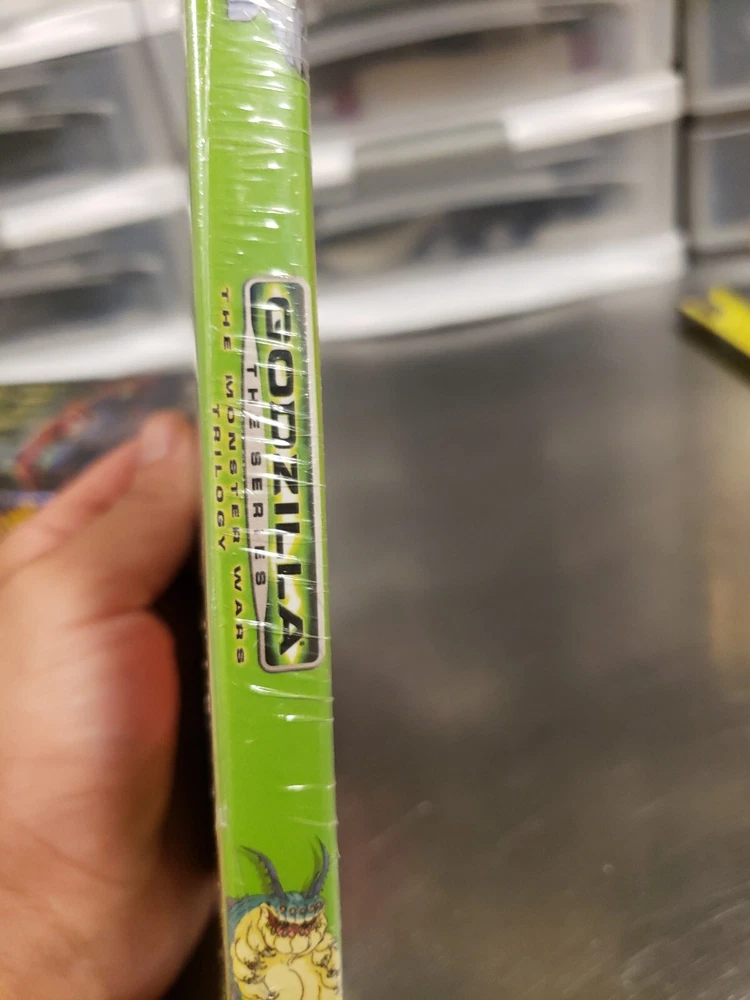 GODZILLA
THE SERIES
THE MONSTER WARS
TRILOGY